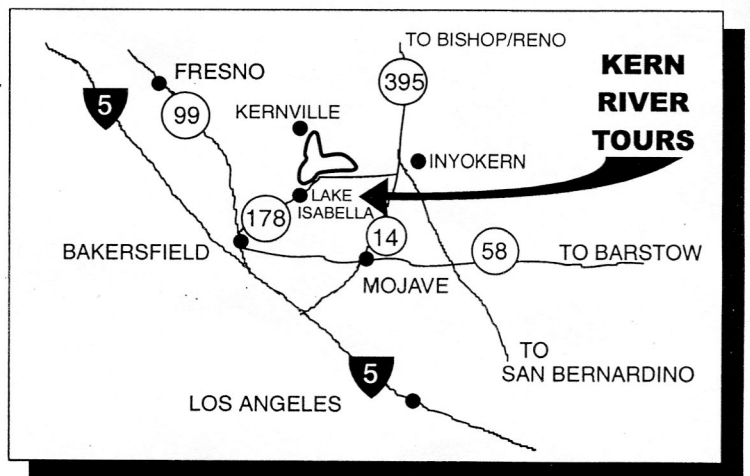 TO BISHOP/RENO
KERN
RIVER
TOURS
FRESNO
395
5
99
KERNVILLE
INYOKERN
LAKE
ISABELLA
178
14
BAKERSFIELD
58
TO BARSTOW
MOJAVE
TO
SAN BERNARDINO
5
LOS ANGELES